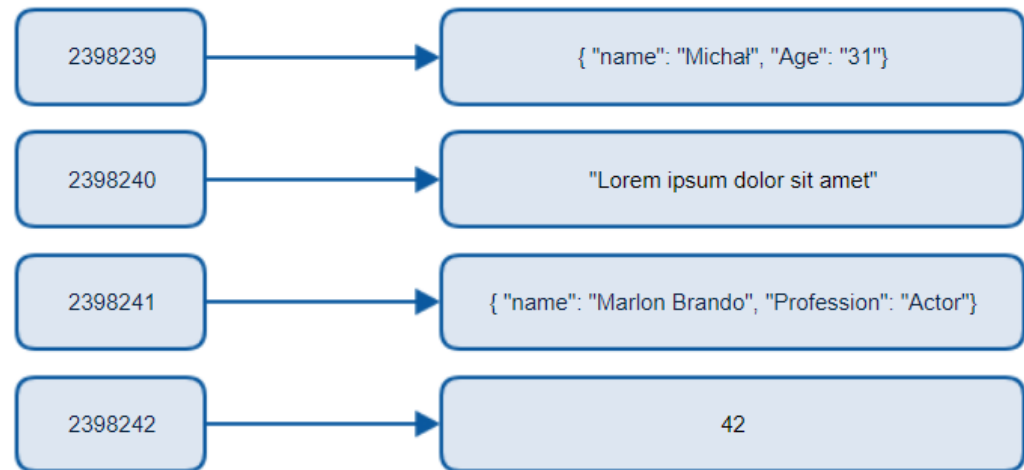 2398239
{ "name": "Michał", "Age": "31"}
2398240
"Lorem ipsum dolor sit amet"
2398241
{ "name": "Marlon Brando", "Profession": "Actor"}
2398242
42